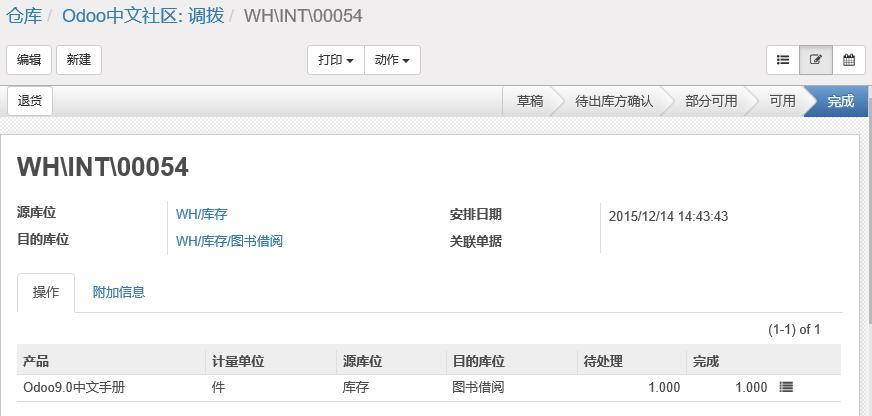 仓库 / Odoo中文社区: 调拨 / WH\INT\00054
编辑 新建 打印 动作
退货 草稿 待出库方确认 部分可用 可用 完成
WH\INT\00054
源库位 WH/库存 安排日期 2015/12/14 14:43:43
目的库位 WH/库存/图书借阅 关联单据
操作 附加信息
(1-1) of 1
产品 计量单位 源库位 目的库位 待处理 完成
Odoo9.0中文手册 件 库存 图书借阅 1.000 1.000